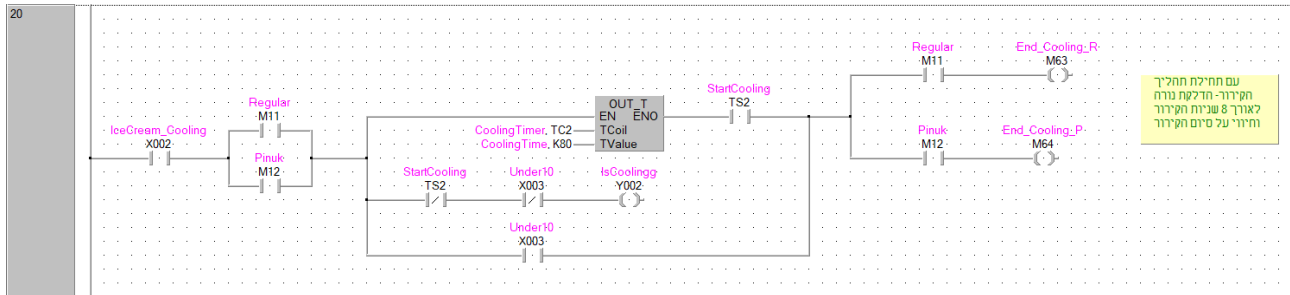 20
Regular
M11
End_Cooling_R
M63
StartCooling
TS2
OUT_T
EN ENO
TCoil
TValue
CoolingTimer, TC2
CoolingTime, K80
Regular
M11
IceCream_Cooling
X002
Pinuk
M12
Pinuk
M12
End_Cooling_P
M64
StartCooling
TS2
Under10
X003
IsCoolingg
Y002
Under10
X003
עם תחילת תהליך
הקירור- הדלקת נורה
לאורך 8 שניות הקירור
וחיווי על סיום הקירור